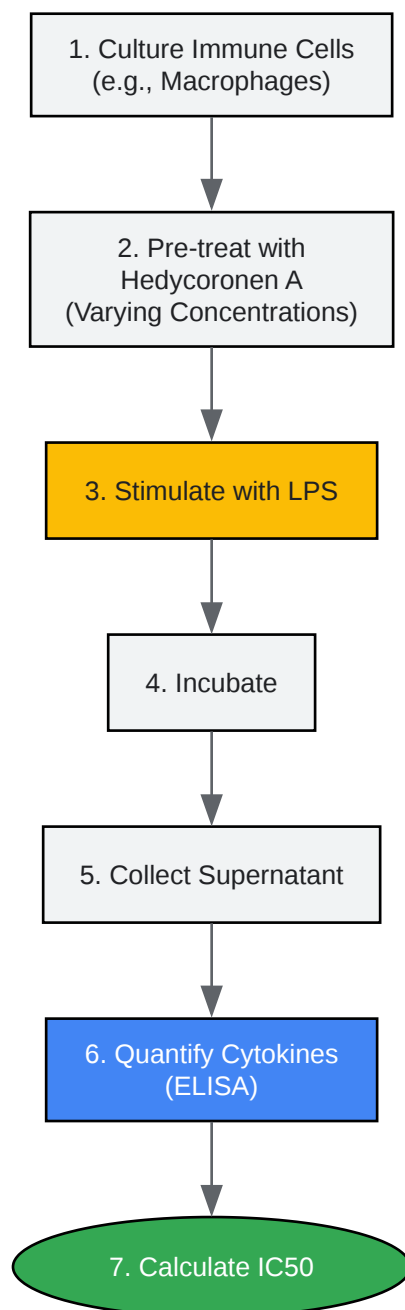 1. Culture Immune Cells
(e.g., Macrophages)
2. Pre-treat with
Hedycoronen A
(Varying Concentrations)
3. Stimulate with LPS
4. Incubate
5. Collect Supernatant
6. Quantify Cytokines
(ELISA)
7. Calculate IC50